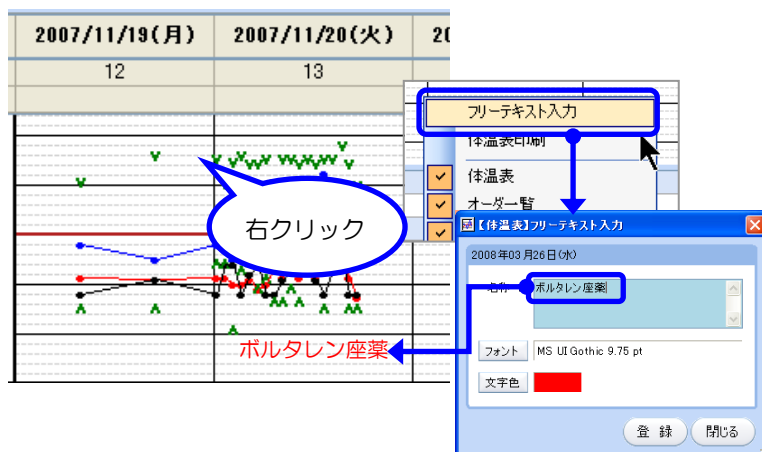 2007/11/19(月) 2007/11/20(火) 20
12 13
フリーテキスト入力
体温表印刷
体温表
オーダ一覧
右クリック
【体温表】フリーテキスト入力
2008年03月26日(水)
名称 ボルタレン座薬
フォント MS UI Gothic 9.75 pt
文字色
登 録 閉じる
ボルタレン座薬